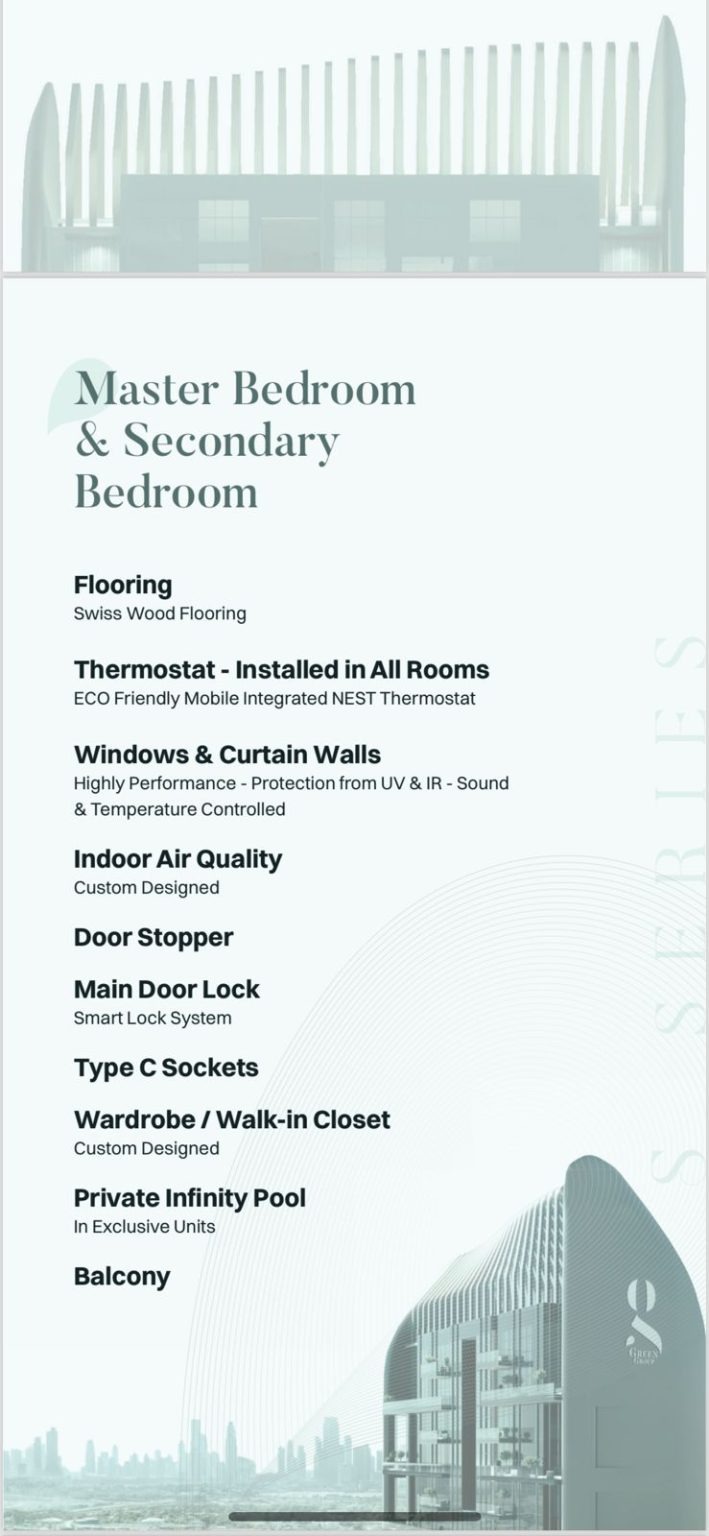 Master Bedroom
& Secondary
Bedroom
Flooring
Swiss Wood Flooring
Thermostat - Installed in All Rooms
ECO Friendly Mobile Integrated NEST Thermostat
Windows & Curtain Walls
Highly Performance - Protection from UV & IR - Sound
& Temperature Controlled
Indoor Air Quality
Custom Designed
Door Stopper
Main Door Lock
Smart Lock System
Type C Sockets
Wardrobe / Walk-in Closet
Custom Designed
Private Infinity Pool
In Exclusive Units
Balcony
S SERIES
g
GREEN
GROUP